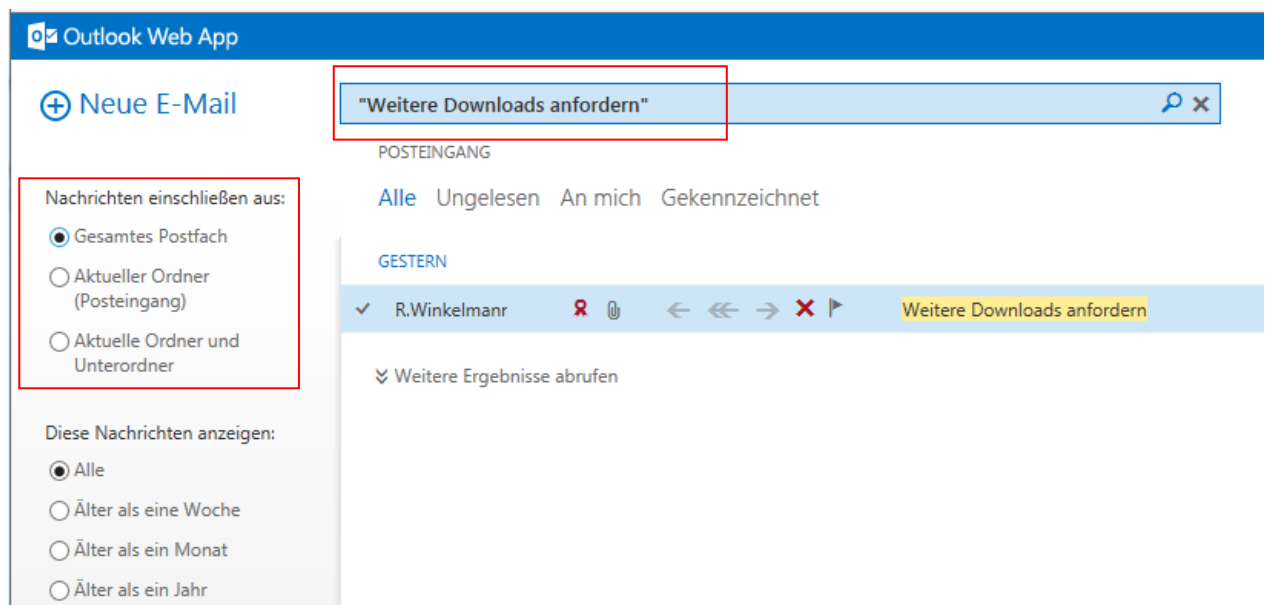 Outlook Web App
Neue E-Mail
"Weitere Downloads anfordern"
POSTEINGANG
Alle Ungelesen An mich Gekennzeichnet
Nachrichten einschließen aus:
Gesamtes Postfach
Aktueller Ordner
(Posteingang)
Aktuelle Ordner und
Unterordner
GESTERN
R.Winkelmanr Weitere Downloads anfordern
Weitere Ergebnisse abrufen
Diese Nachrichten anzeigen:
Alle
Älter als eine Woche
Älter als ein Monat
Älter als ein Jahr